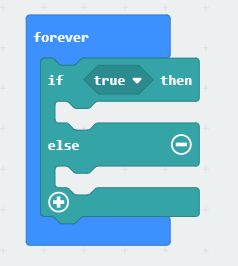 forever
if true then
else